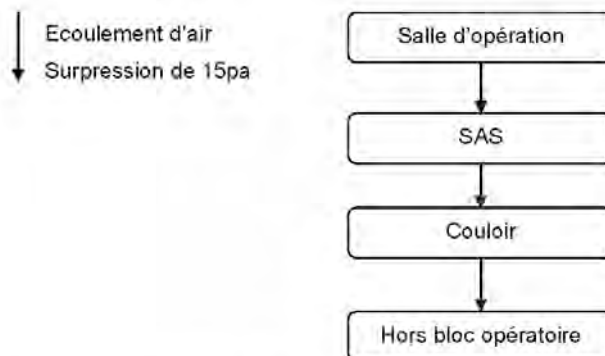 Ecoulement d'air
Surpression de 15pa
Salle d'opération
SAS
Couloir
Hors bloc opératoire